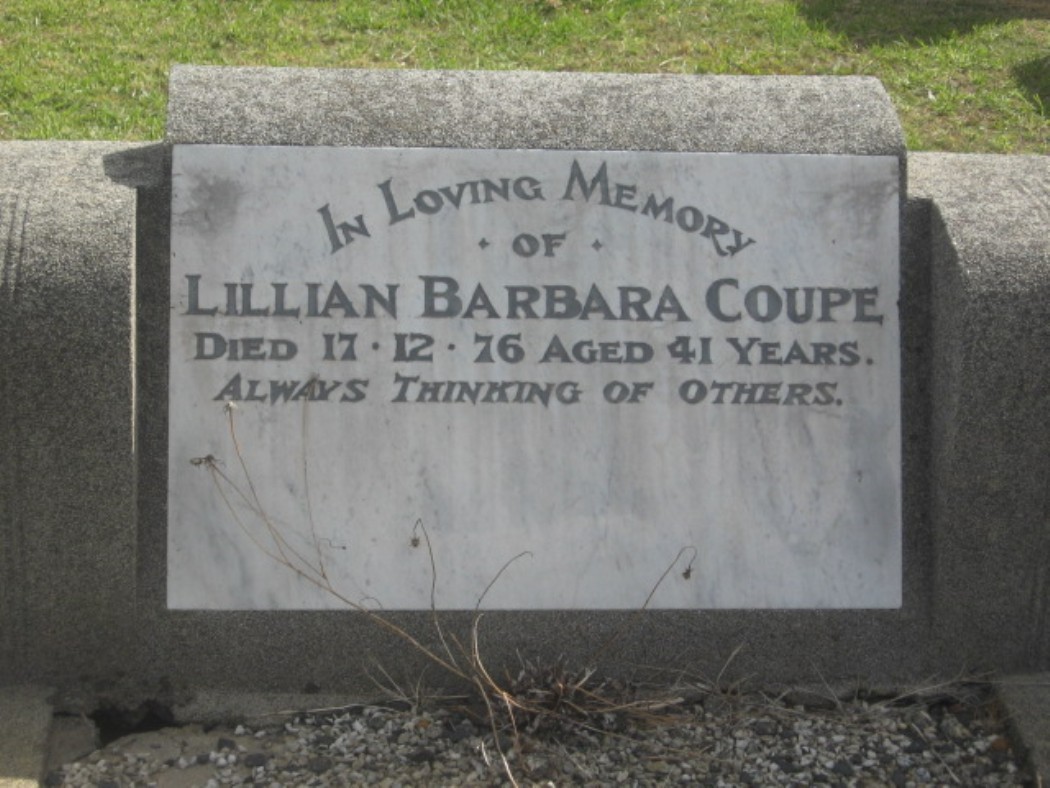 In Loving Memory
· of ·
Lillian Barbara Coupe
Died 17 · 12 · 76 Aged 41 Years.
Always Thinking of Others.